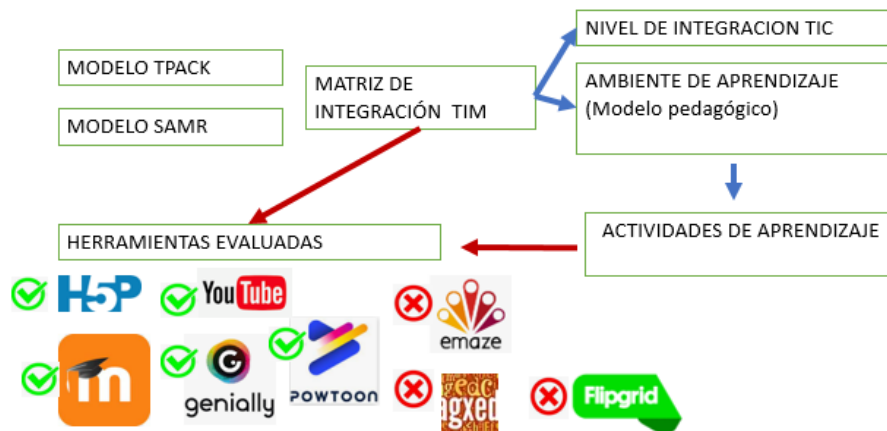 NIVEL DE INTEGRACION TIC
MODELO TPACK
MATRIZ DE
INTEGRACIÓN TIM
AMBIENTE DE APRENDIZAJE
(Modelo pedagógico)
MODELO SAMR
HERRAMIENTAS EVALUADAS
ACTIVIDADES DE APRENDIZAJE
H5P
YouTube
emaze
m
G
genially
POWTOON
agxed
Flipgrid